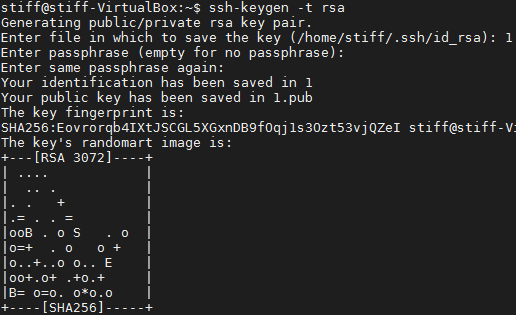 stiff@stiff-VirtualBox:~$ ssh-keygen -t rsa
Generating public/private rsa key pair.
Enter file in which to save the key (/home/stiff/.ssh/id_rsa): 1
Enter passphrase (empty for no passphrase):
Enter same passphrase again:
Your identification has been saved in 1
Your public key has been saved in 1.pub
The key fingerprint is:
SHA256:Eovrorqb4IXtJSCGL5XGxnDB9fOqj1s3Ozt53vjQZeI stiff@stiff-Vi
The key's randomart image is:
+---[RSA 3072]----+
| ....            |
|  .. .           |
|. .   +          |
|.= . . =         |
|ooB . o S   . o  |
|o=+  . o   o +   |
|o..+..o o.. E    |
|oo+.o+ .+o.+     |
|B= o=o. o*o.o    |
+----[SHA256]-----+